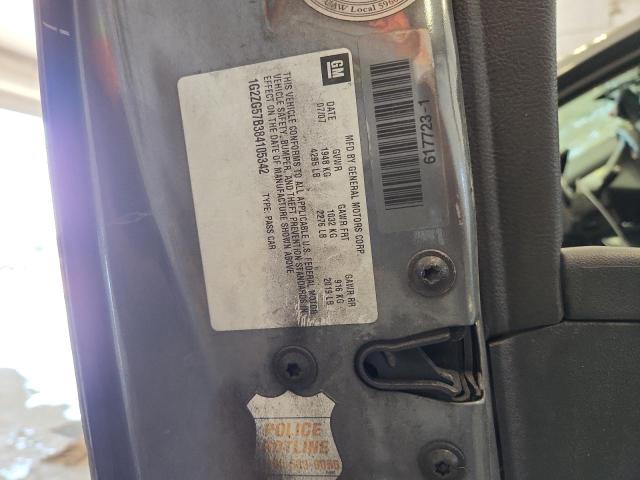 GM
MFD BY GENERAL MOTORS CORP
DATE GVWR GAWR FRT GAWR RR
07/07 1948 KG 1032 KG 916 KG
4295 LB 2276 LB 2019 LB
THIS VEHICLE CONFORMS TO ALL APPLICABLE U.S. FEDERAL MOTOR
VEHICLE SAFETY, BUMPER, AND THEFT PREVENTION STANDARDS IN
EFFECT ON THE DATE OF MANUFACTURE SHOWN ABOVE
1G2ZG57B384105342 TYPE: PASS CAR
617723-1
UAW Local
POLICE
HOTLINE